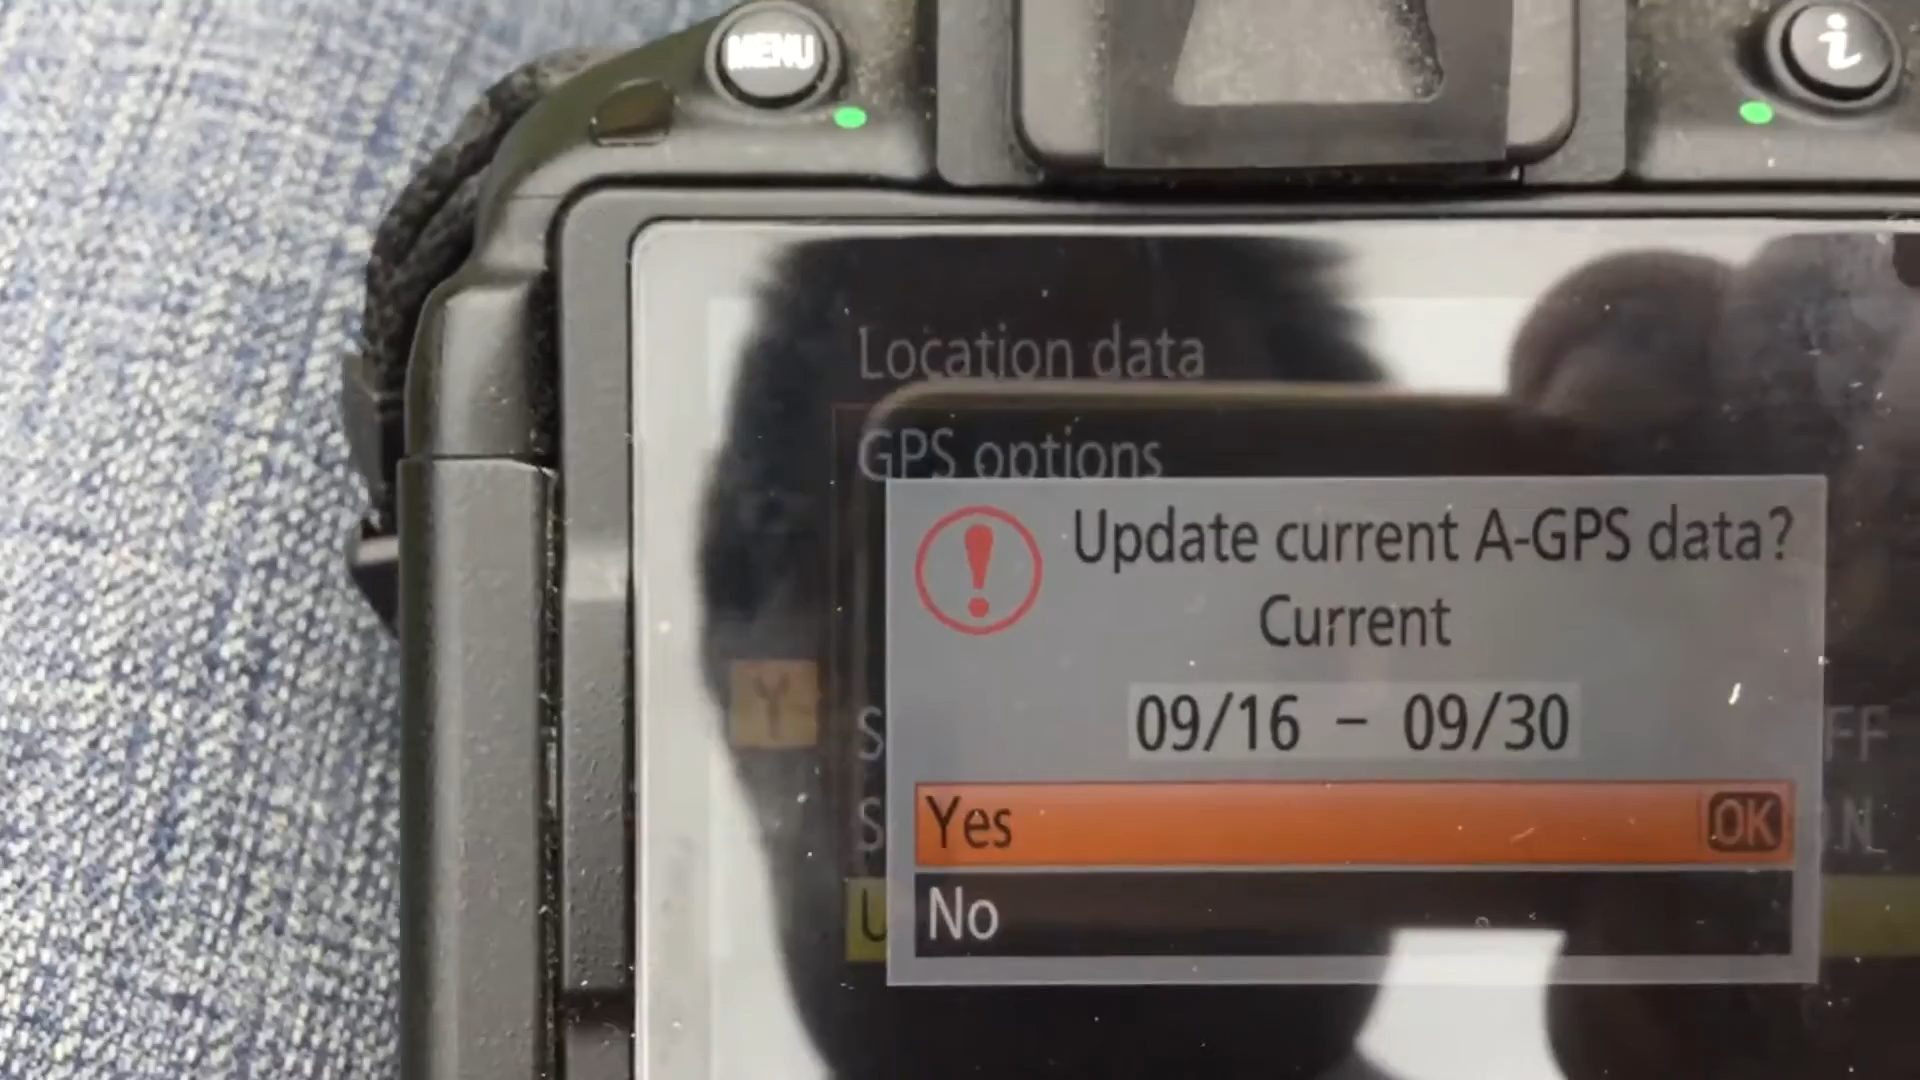 MENU
i
Location data
GPS options
Update current A-GPS data?
Current
09/16 – 09/30
Yes OK
No